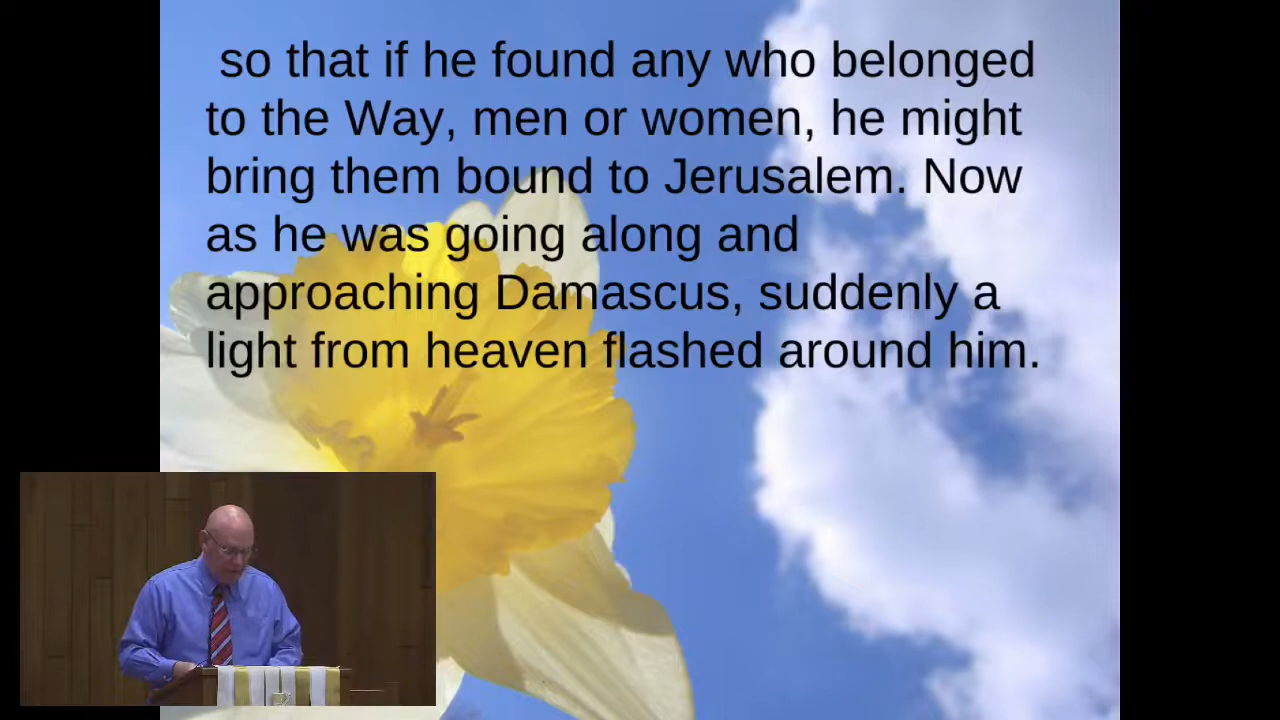 so that if he found any who belonged
to the Way, men or women, he might
bring them bound to Jerusalem. Now
as he was going along and
approaching Damascus, suddenly a
light from heaven flashed around him.